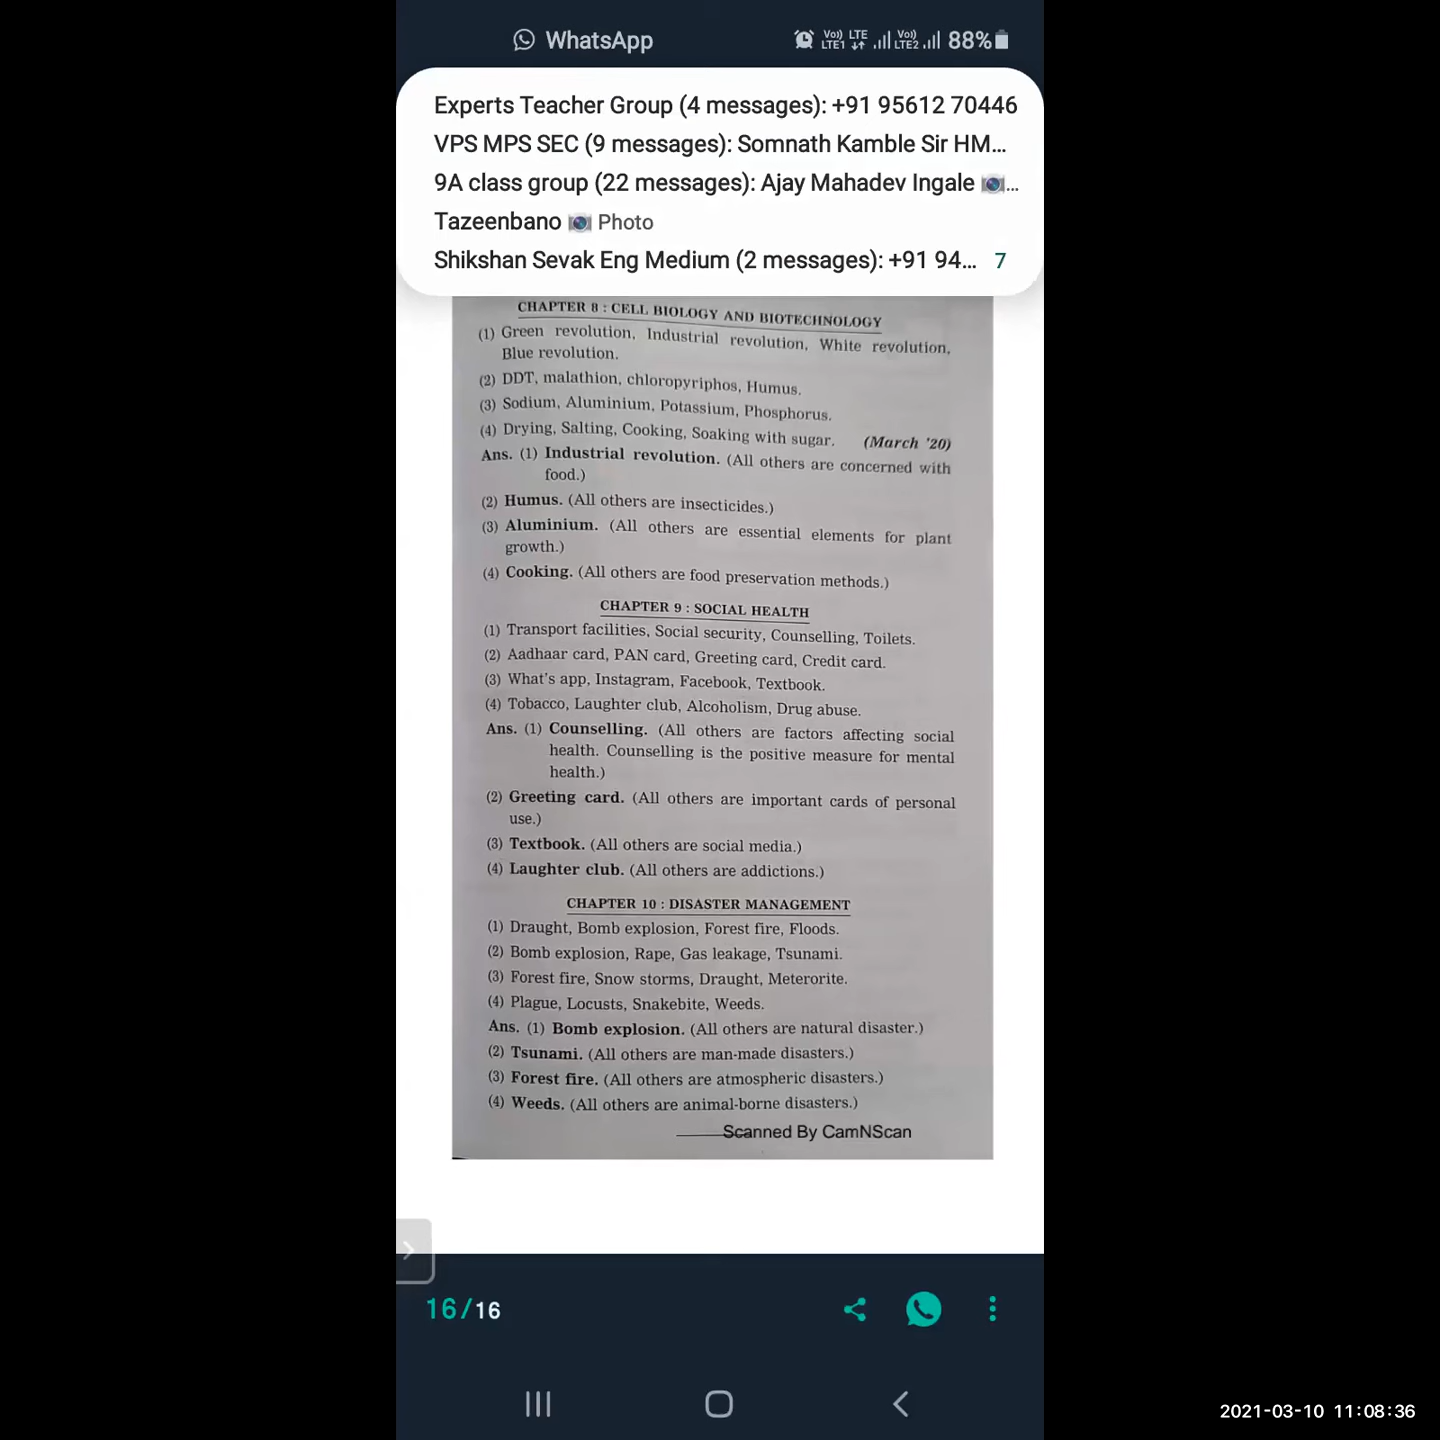 WhatsApp
Vo) LTE Vo)
LTE1 LTE2 88%
Experts Teacher Group (4 messages): +91 95612 70446
VPS MPS SEC (9 messages): Somnath Kamble Sir HM...
9A class group (22 messages): Ajay Mahadev Ingale 📷...
Tazeenbano 📷 Photo
Shikshan Sevak Eng Medium (2 messages): +91 94... 7
CHAPTER 8 : CELL BIOLOGY AND BIOTECHNOLOGY
(1) Green revolution, Industrial revolution, White revolution,
Blue revolution.
(2) DDT, malathion, chloropyriphos, Humus.
(3) Sodium, Aluminium, Potassium, Phosphorus.
(4) Drying, Salting, Cooking, Soaking with sugar. (March '20)
Ans. (1) Industrial revolution. (All others are concerned with
food.)
(2) Humus. (All others are insecticides.)
(3) Aluminium. (All others are essential elements for plant
growth.)
(4) Cooking. (All others are food preservation methods.)
CHAPTER 9 : SOCIAL HEALTH
(1) Transport facilities, Social security, Counselling, Toilets.
(2) Aadhaar card, PAN card, Greeting card, Credit card.
(3) What's app, Instagram, Facebook, Textbook.
(4) Tobacco, Laughter club, Alcoholism, Drug abuse.
Ans. (1) Counselling. (All others are factors affecting social
health. Counselling is the positive measure for mental
health.)
(2) Greeting card. (All others are important cards of personal
use.)
(3) Textbook. (All others are social media.)
(4) Laughter club. (All others are addictions.)
CHAPTER 10 : DISASTER MANAGEMENT
(1) Draught, Bomb explosion, Forest fire, Floods.
(2) Bomb explosion, Rape, Gas leakage, Tsunami.
(3) Forest fire, Snow storms, Draught, Meterorite.
(4) Plague, Locusts, Snakebite, Weeds.
Ans. (1) Bomb explosion. (All others are natural disaster.)
(2) Tsunami. (All others are man-made disasters.)
(3) Forest fire. (All others are atmospheric disasters.)
(4) Weeds. (All others are animal-borne disasters.)
Scanned By CamNScan
16/16
2021-03-10 11:08:36